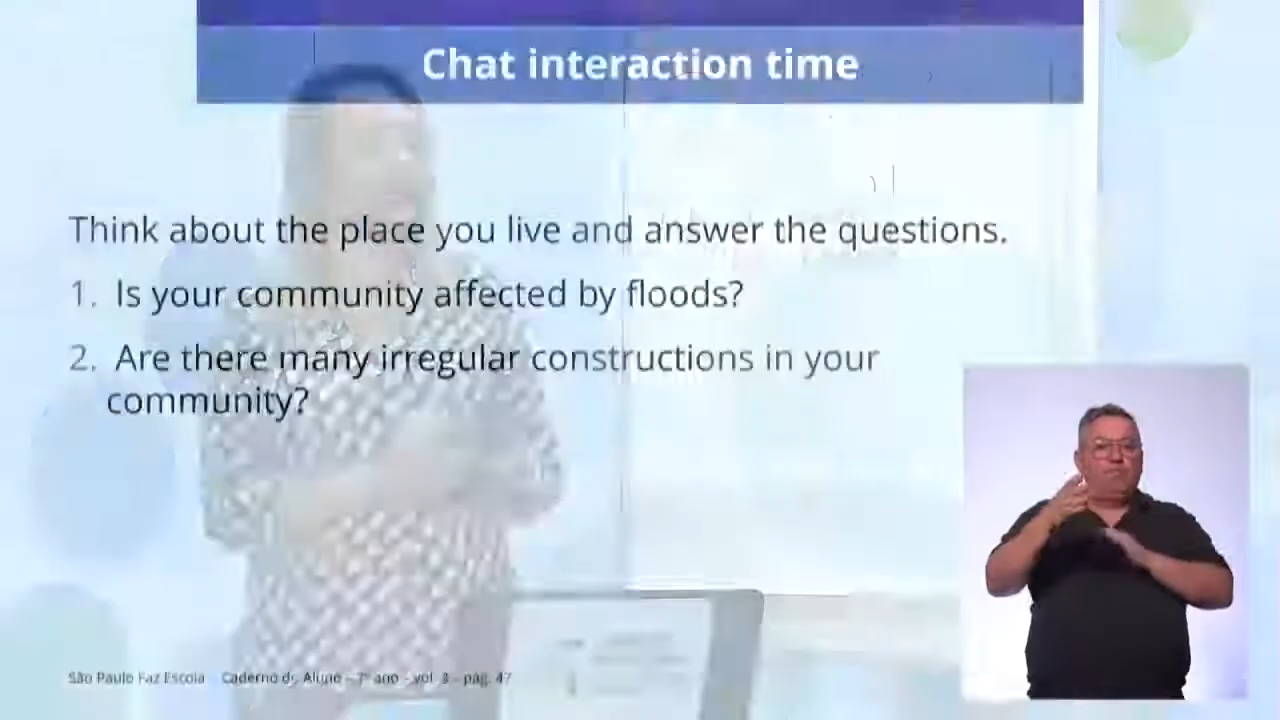 Chat interaction time
Think about the place you live and answer the questions.
1. Is your community affected by floods?
2. Are there many irregular constructions in your
community?
São Paulo Faz Escola – Caderno do Aluno – 7º ano – vol. 3 – pág. 47